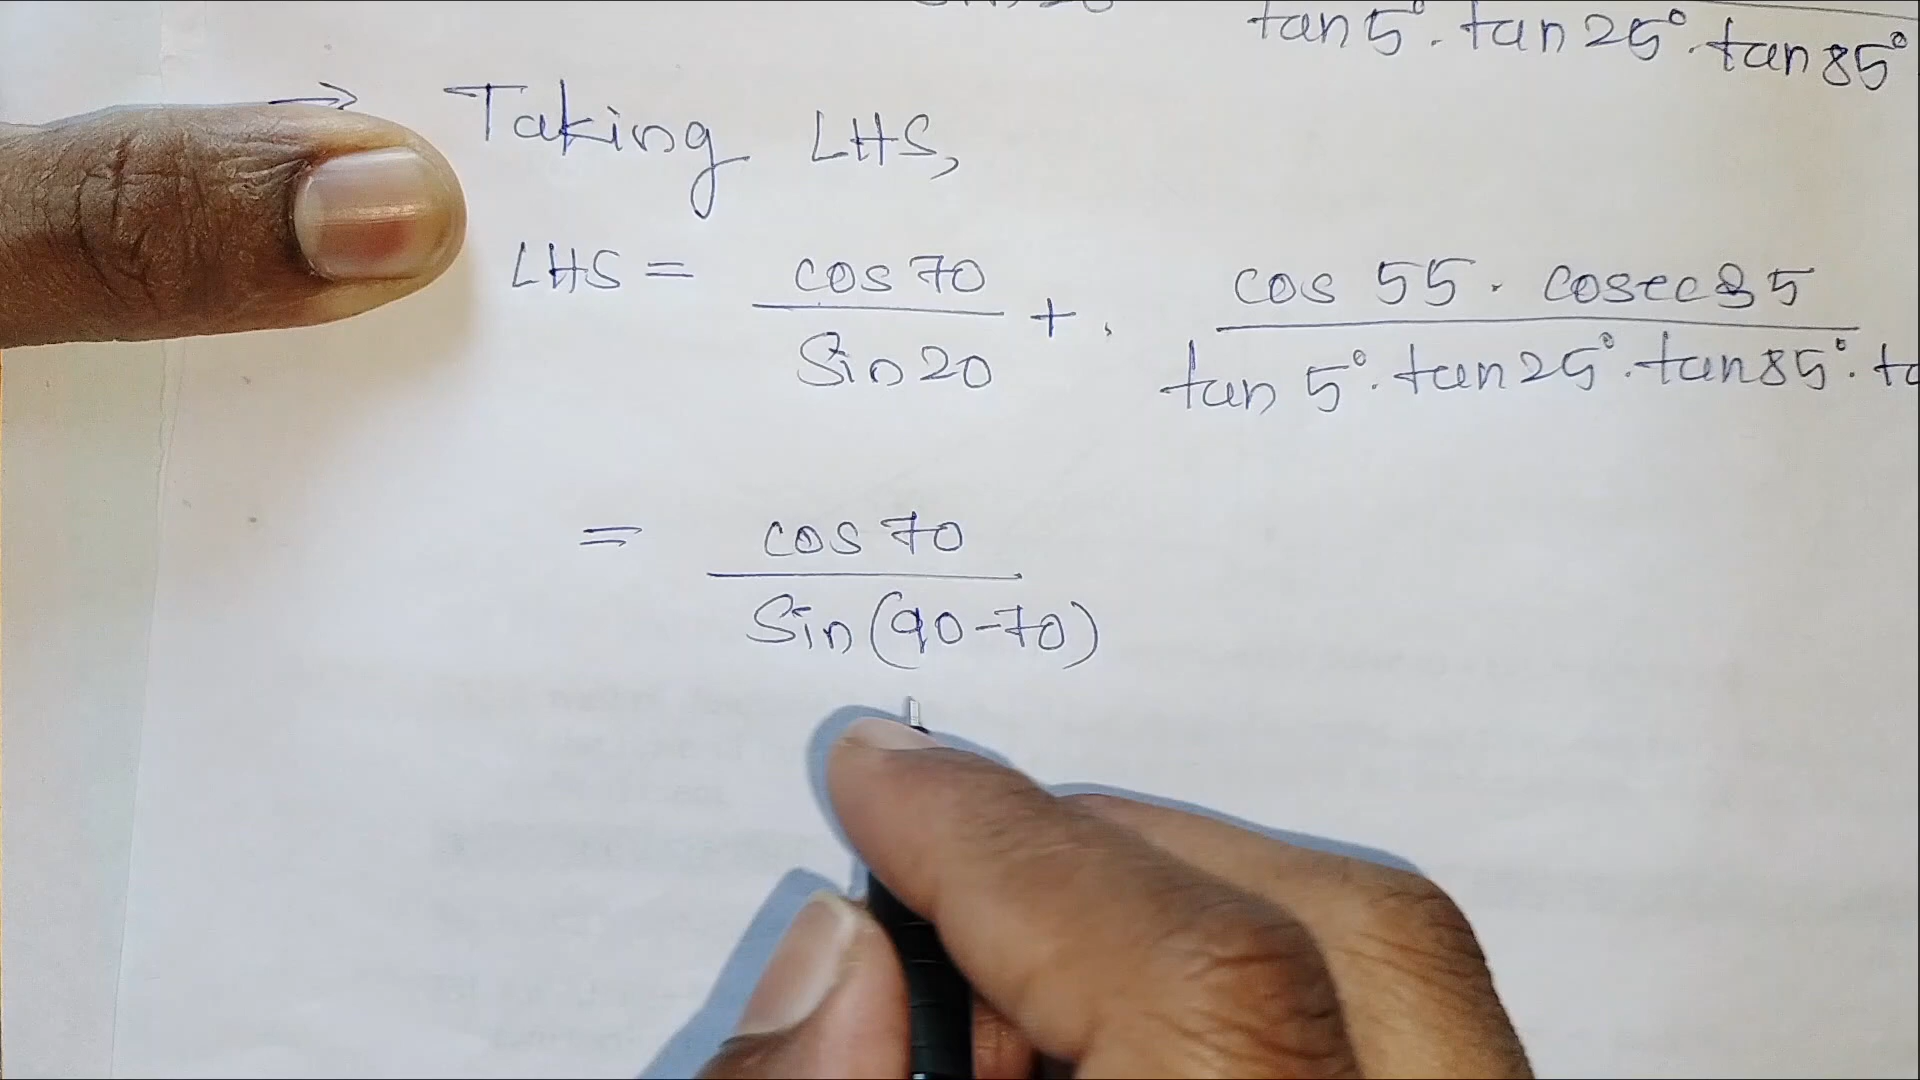 tan 5°. tan 25°. tan 85°
→ Taking LHS,
LHS = cos 70 / Sin 20 + cos 55 . cosec 35 / tan 5°. tan 25°. tan 85°.
= cos 70 / Sin (90-70)